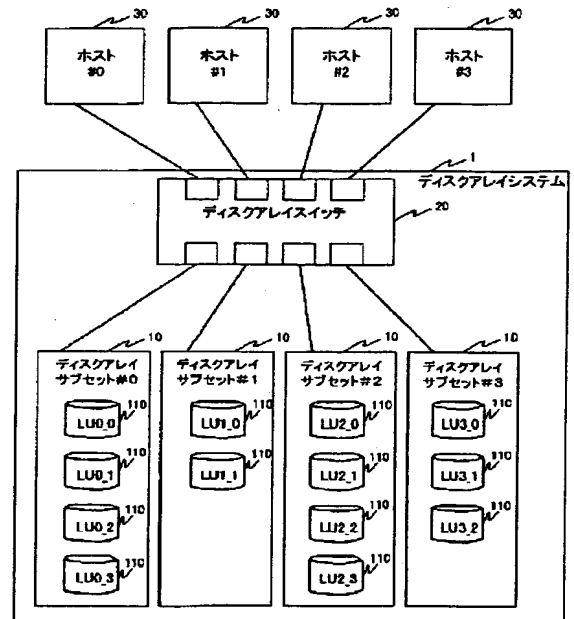 30 30 30 30
ホスト
#0
ホスト
#1
ホスト
#2
ホスト
#3
1
ディスクアレイシステム
ディスクアレイスイッチ
20
10 10 10 10
ディスクアレイ
サブセット#0
LU0_0 110
LU0_1 110
LU0_2 110
LU0_3 110
ディスクアレイ
サブセット#1
LU1_0 110
LU1_1 110
ディスクアレイ
サブセット#2
LU2_0 110
LU2_1 110
LU2_2 110
LU2_3 110
ディスクアレイ
サブセット#3
LU3_0 110
LU3_1 110
LU3_2 110